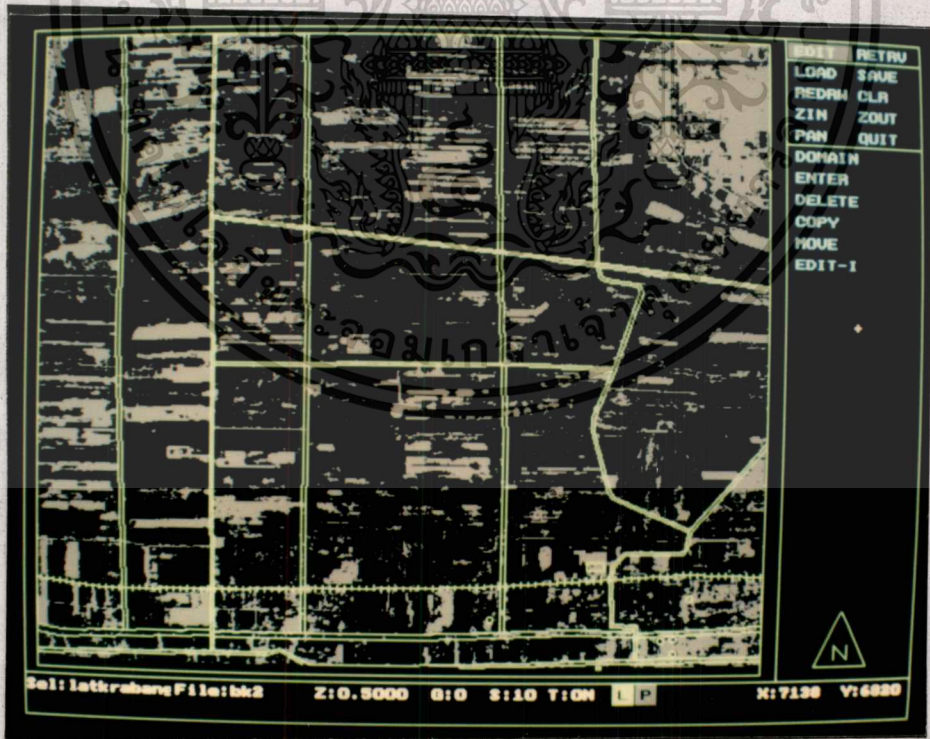 EDIT RETRV
LOAD SAVE
REDRW CLR
ZIN ZOUT
PAN QUIT
DOMAIN
ENTER
DELETE
COPY
MOVE
EDIT-I
N
Sel:latkrabang File:bk2 Z:0.5000 G:0 S:10 T:ON L P X:7138 Y:6820